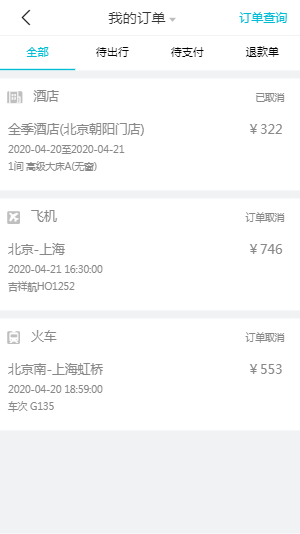 我的订单
订单查询
全部 待出行 待支付 退款单
酒店 已取消
全季酒店(北京朝阳门店) ￥322
2020-04-20至2020-04-21
1间 高级大床A(无窗)
飞机 订单取消
北京-上海 ￥746
2020-04-21 16:30:00
吉祥航HO1252
火车 订单取消
北京南-上海虹桥 ￥553
2020-04-20 18:59:00
车次 G135